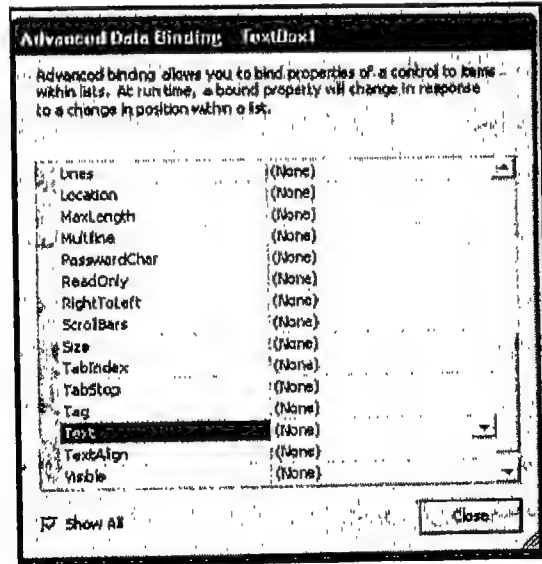 Advanced Data Binding TextBox1
Advanced binding allows you to bind properties of a control to items
within lists. At run time, a bound property will change in response
to a change in position within a list.
Lines (None)
Location (None)
MaxLength (None)
Multiline (None)
PasswordChar (None)
ReadOnly (None)
RightToLeft (None)
ScrollBars (None)
Size (None)
TabIndex (None)
TabStop (None)
Tag (None)
Text (None)
TextAlign (None)
Visible (None)
Show All
Close